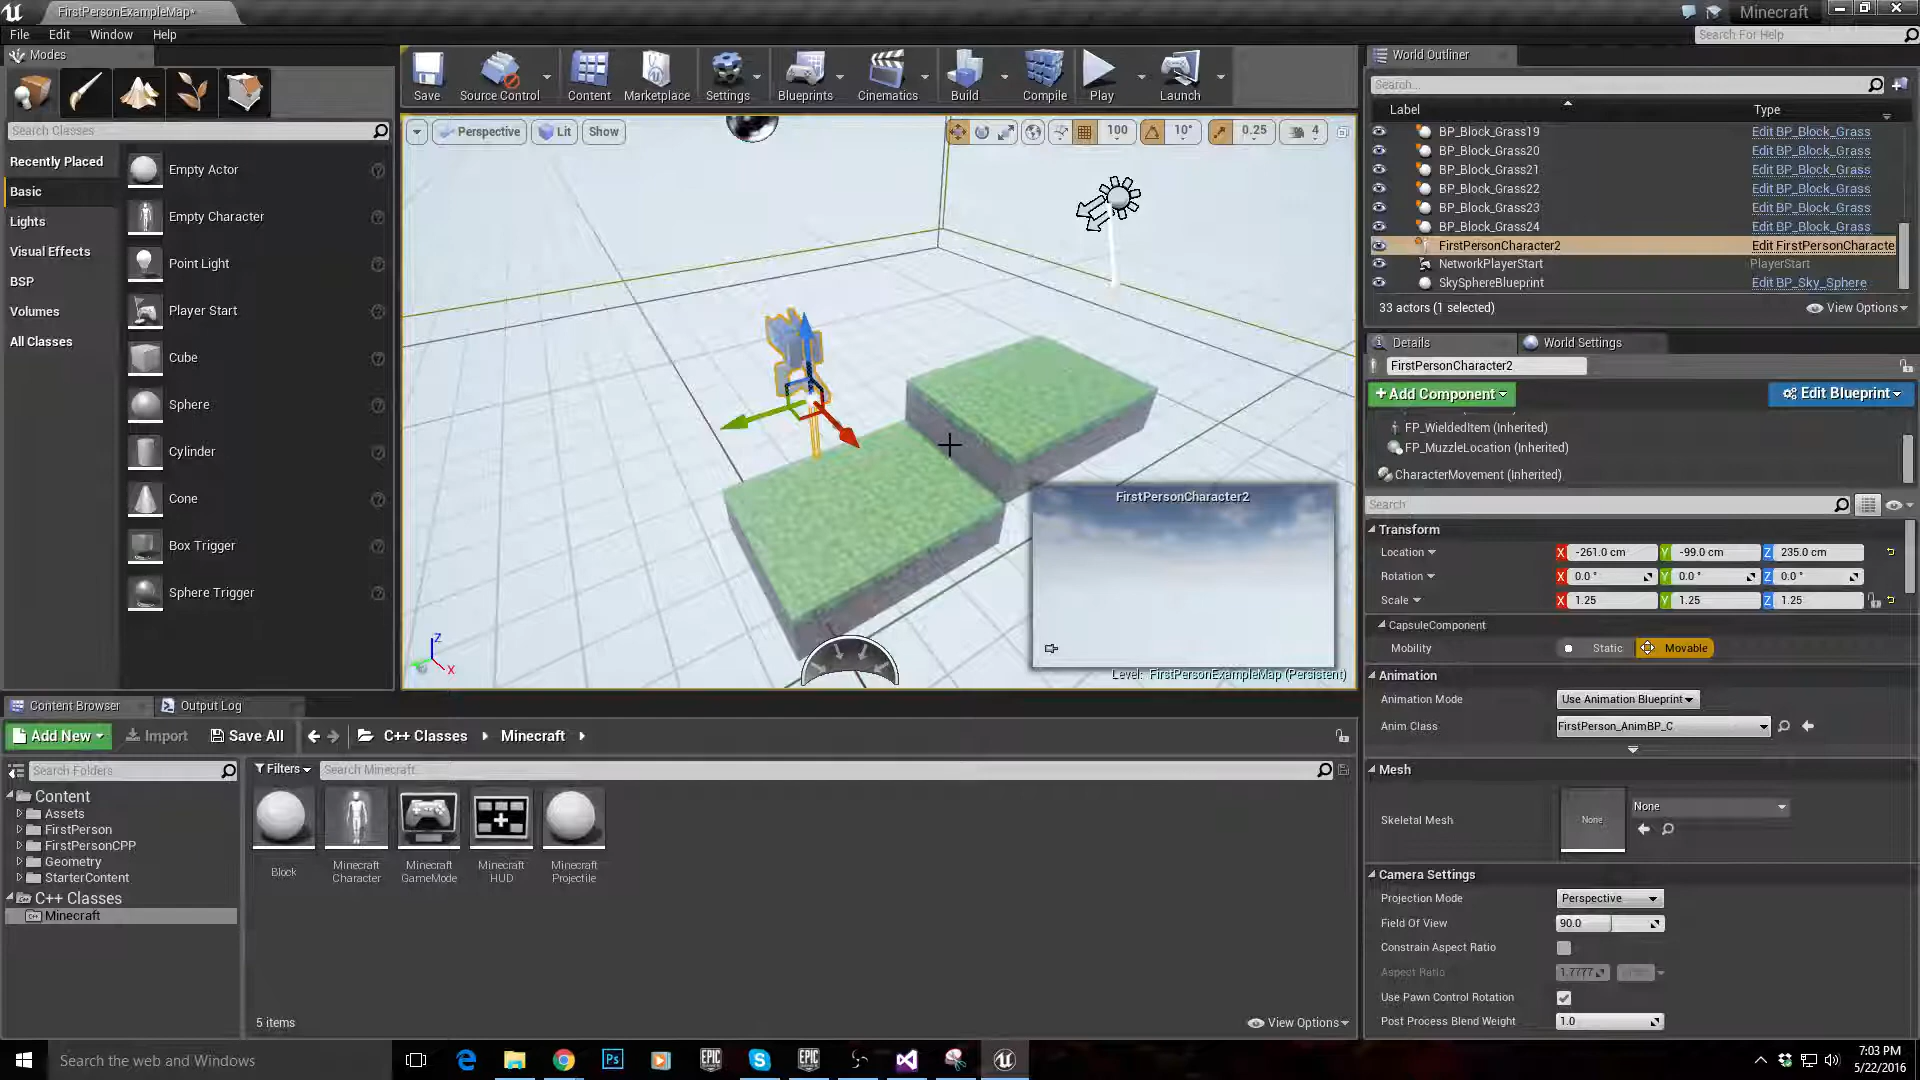 FirstPersonExampleMap*
Minecraft
File Edit Window Help
Search For Help
Modes
Search Classes
Recently Placed
Basic
Lights
Visual Effects
BSP
Volumes
All Classes
Empty Actor
Empty Character
Point Light
Player Start
Cube
Sphere
Cylinder
Cone
Box Trigger
Sphere Trigger
Save Source Control Content Marketplace Settings Blueprints Cinematics Build Compile Play Launch
Perspective Lit Show 100 10° 0.25 4
FirstPersonCharacter2
Level: FirstPersonExampleMap (Persistent)
Z
X
World Outliner
Search...
Label Type
BP_Block_Grass19 Edit BP_Block_Grass
BP_Block_Grass20 Edit BP_Block_Grass
BP_Block_Grass21 Edit BP_Block_Grass
BP_Block_Grass22 Edit BP_Block_Grass
BP_Block_Grass23 Edit BP_Block_Grass
BP_Block_Grass24 Edit BP_Block_Grass
FirstPersonCharacter2 Edit FirstPersonCharacte
NetworkPlayerStart PlayerStart
SkySphereBlueprint Edit BP_Sky_Sphere
33 actors (1 selected) View Options
Details World Settings
FirstPersonCharacter2
+Add Component Edit Blueprint
FP_WieldedItem (Inherited)
FP_MuzzleLocation (Inherited)
CharacterMovement (Inherited)
Search
Transform
Location X -261.0 cm Y -99.0 cm Z 235.0 cm
Rotation X 0.0 ° Y 0.0 ° Z 0.0 °
Scale X 1.25 Y 1.25 Z 1.25
CapsuleComponent
Mobility Static Movable
Animation
Animation Mode Use Animation Blueprint
Anim Class FirstPerson_AnimBP_C
Mesh
Skeletal Mesh None None
Camera Settings
Projection Mode Perspective
Field Of View 90.0
Constrain Aspect Ratio
Aspect Ratio 1.7777
Use Pawn Control Rotation
Post Process Blend Weight 1.0
Content Browser Output Log
Add New Import Save All C++ Classes Minecraft
Search Folders
Filters Search Minecraft
Content
Assets
FirstPerson
FirstPersonCPP
Geometry
StarterContent
C++ Classes
Minecraft
Block
Minecraft Character
Minecraft GameMode
Minecraft HUD
Minecraft Projectile
5 items View Options
Search the web and Windows
Ps
EPIC
EPIC
7:03 PM
5/22/2016